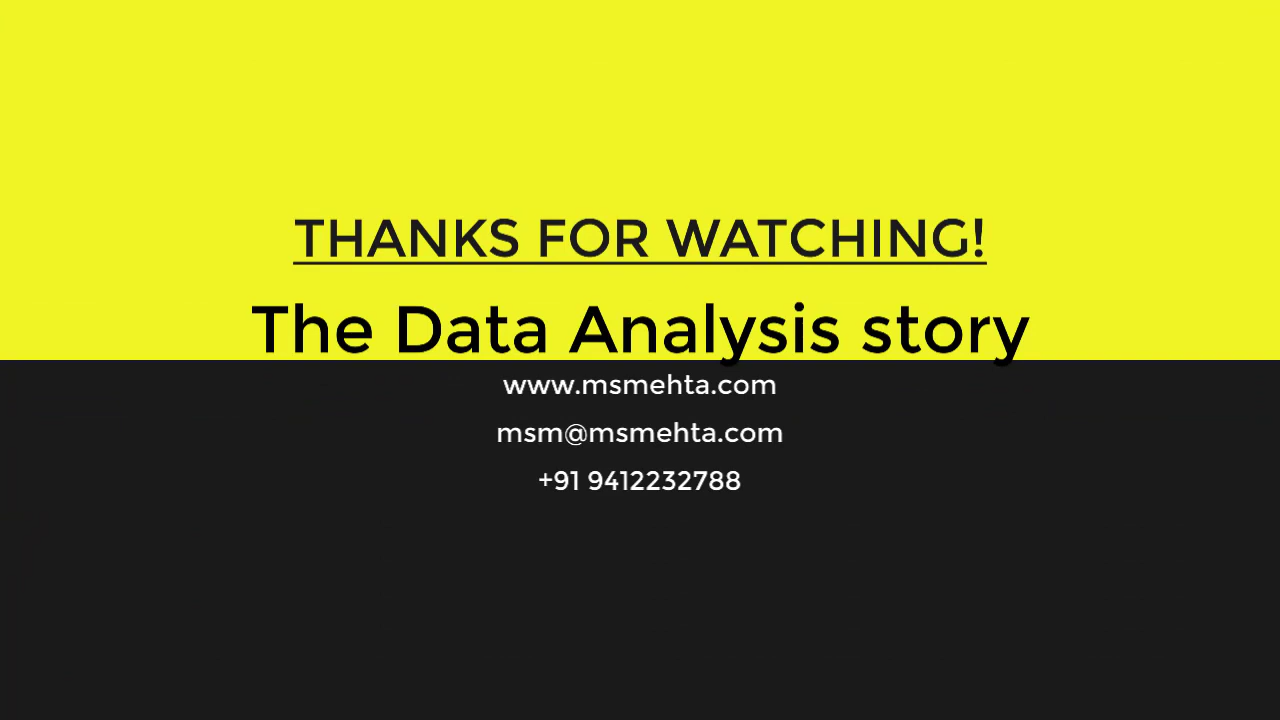 THANKS FOR WATCHING!
The Data Analysis story
www.msmehta.com
msm@msmehta.com
+91 9412232788